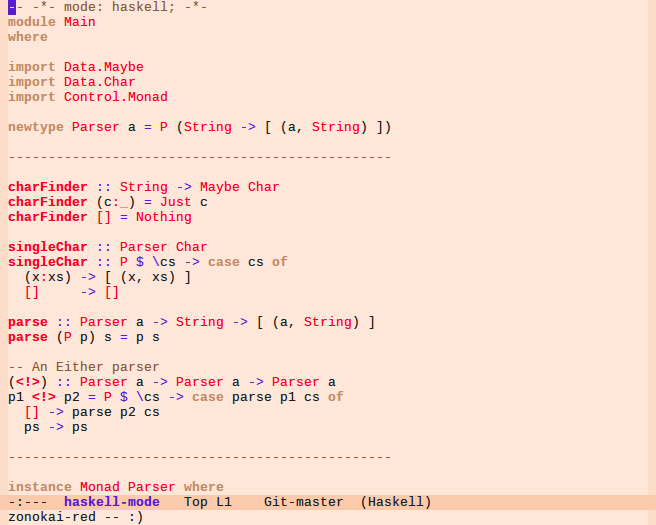 -- -*- mode: haskell; -*-
module Main
where

import Data.Maybe
import Data.Char
import Control.Monad

newtype Parser a = P (String -> [ (a, String) ])

------------------------------------------------

charFinder :: String -> Maybe Char
charFinder (c:_) = Just c
charFinder [] = Nothing

singleChar :: Parser Char
singleChar :: P $ \cs -> case cs of
  (x:xs) -> [ (x, xs) ]
  []     -> []

parse :: Parser a -> String -> [ (a, String) ]
parse (P p) s = p s

-- An Either parser
(<!>) :: Parser a -> Parser a -> Parser a
p1 <!> p2 = P $ \cs -> case parse p1 cs of
  [] -> parse p2 cs
  ps -> ps

------------------------------------------------

instance Monad Parser where
-:---  haskell-mode   Top L1    Git-master  (Haskell)
zonokai-red -- :)